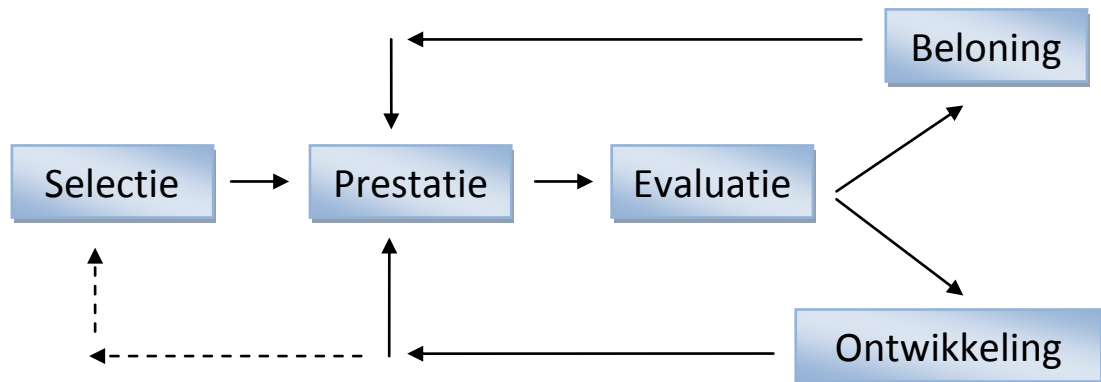 Beloning
Selectie
Prestatie
Evaluatie
Ontwikkeling